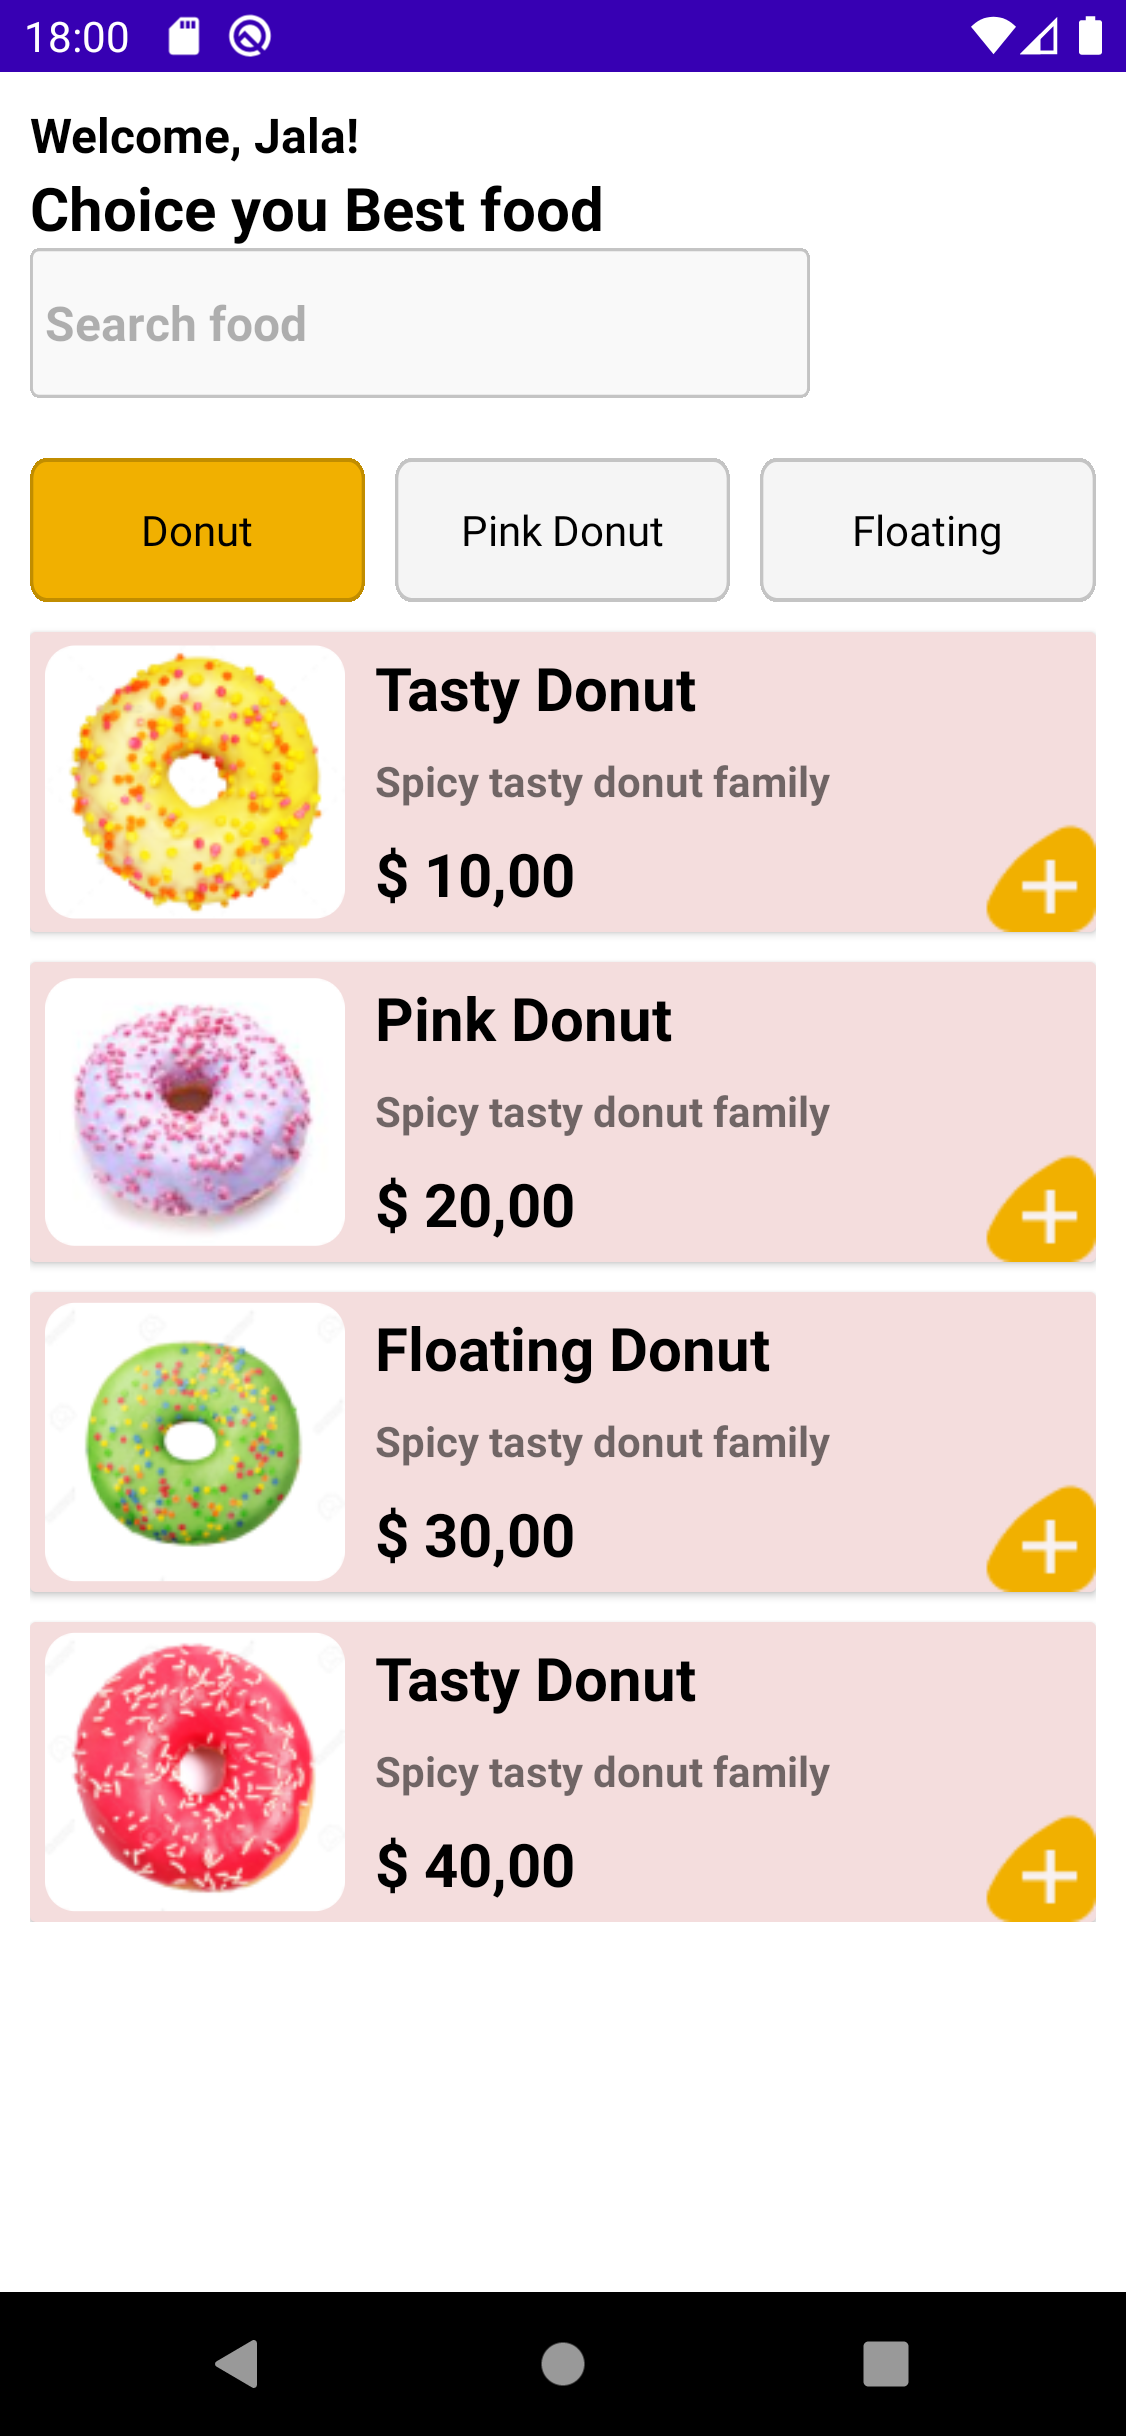 18:00
Welcome, Jala!
Choice you Best food
Search food
Donut
Pink Donut
Floating
Tasty Donut
Spicy tasty donut family
$ 10,00
Pink Donut
Spicy tasty donut family
$ 20,00
Floating Donut
Spicy tasty donut family
$ 30,00
Tasty Donut
Spicy tasty donut family
$ 40,00